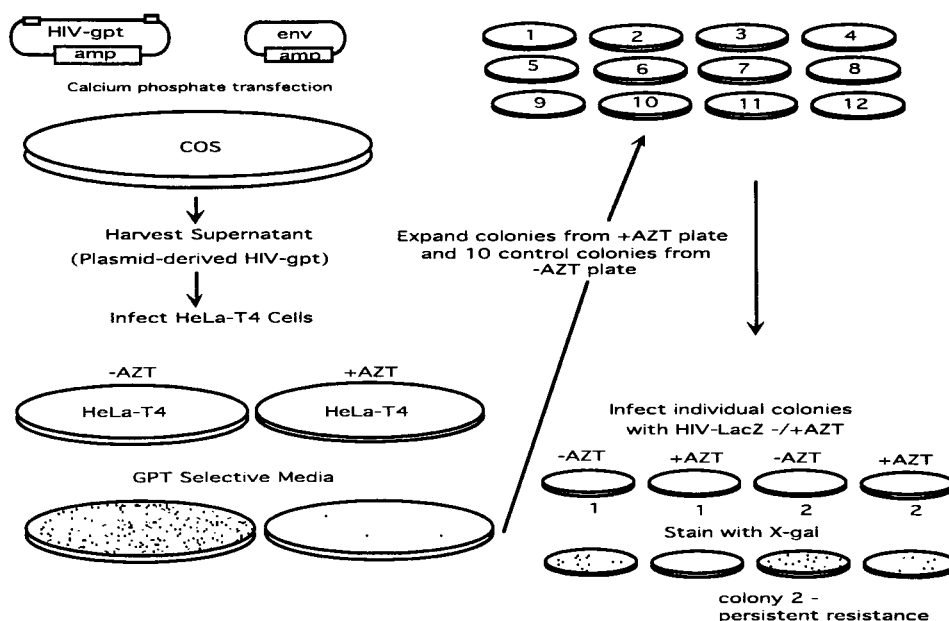 HIV-gpt
amp
env
amp
Calcium phosphate transfection
COS
Harvest Supernatant
(Plasmid-derived HIV-gpt)
Infect HeLa-T4 Cells
-AZT
+AZT
HeLa-T4
HeLa-T4
GPT Selective Media
Expand colonies from +AZT plate
and 10 control colonies from
-AZT plate
1 2 3 4
5 6 7 8
9 10 11 12
Infect individual colonies
with HIV-LacZ -/+AZT
-AZT +AZT -AZT +AZT
1 1 2 2
Stain with X-gal
colony 2 -
persistent resistance